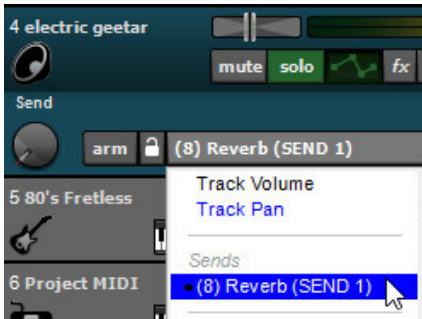 4 electric geetar
mute solo fx
Send
arm (8) Reverb (SEND 1)
Track Volume
5 80's Fretless
Track Pan
Sends
6 Project MIDI
(8) Reverb (SEND 1)